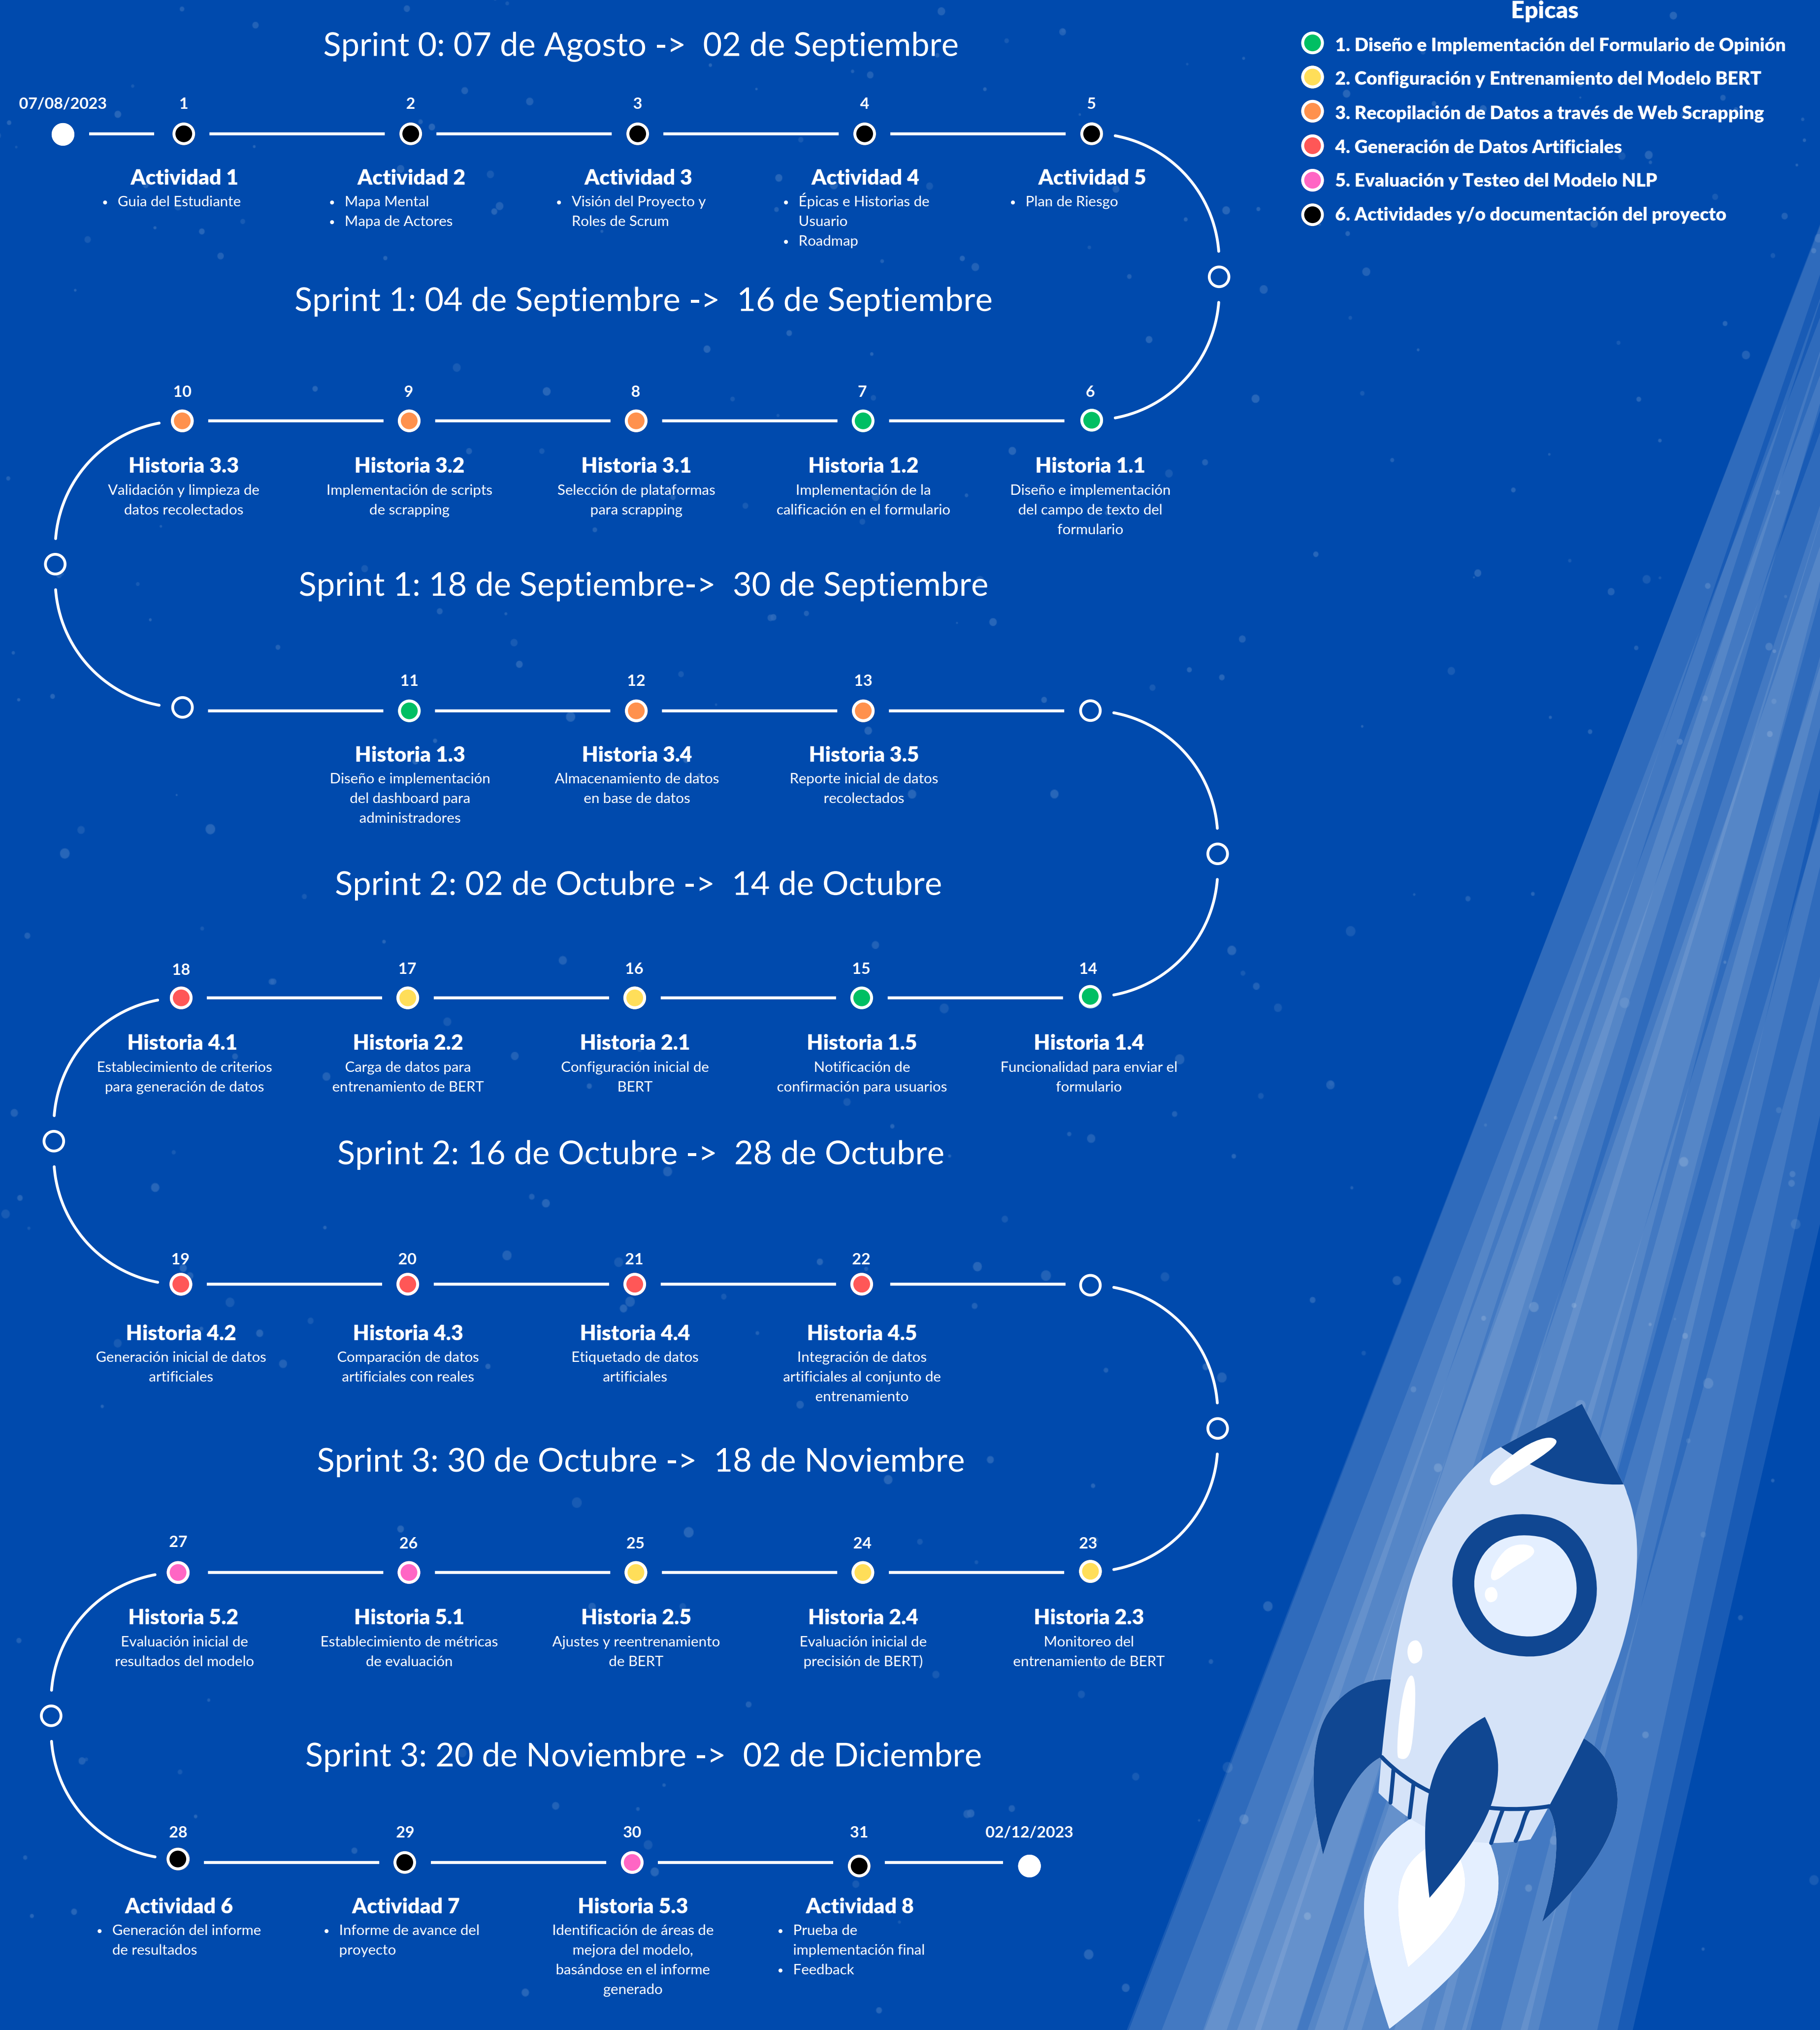 Epicas
1. Diseño e Implementación del Formulario de Opinión
2. Configuración y Entrenamiento del Modelo BERT
3. Recopilación de Datos a través de Web Scrapping
4. Generación de Datos Artificiales
5. Evaluación y Testeo del Modelo NLP
6. Actividades y/o documentación del proyecto
Sprint 0: 07 de Agosto -> 02 de Septiembre
07/08/2023
1
Actividad 1
• Guia del Estudiante
2
Actividad 2
• Mapa Mental
• Mapa de Actores
3
Actividad 3
• Visión del Proyecto y
Roles de Scrum
4
Actividad 4
• Épicas e Historias de
Usuario
• Roadmap
5
Actividad 5
• Plan de Riesgo
Sprint 1: 04 de Septiembre -> 16 de Septiembre
10
Historia 3.3
Validación y limpieza de
datos recolectados
9
Historia 3.2
Implementación de scripts
de scrapping
8
Historia 3.1
Selección de plataformas
para scrapping
7
Historia 1.2
Implementación de la
calificación en el formulario
6
Historia 1.1
Diseño e implementación
del campo de texto del
formulario
Sprint 1: 18 de Septiembre-> 30 de Septiembre
11
Historia 1.3
Diseño e implementación
del dashboard para
administradores
12
Historia 3.4
Almacenamiento de datos
en base de datos
13
Historia 3.5
Reporte inicial de datos
recolectados
Sprint 2: 02 de Octubre -> 14 de Octubre
18
Historia 4.1
Establecimiento de criterios
para generación de datos
17
Historia 2.2
Carga de datos para
entrenamiento de BERT
16
Historia 2.1
Configuración inicial de
BERT
15
Historia 1.5
Notificación de
confirmación para usuarios
14
Historia 1.4
Funcionalidad para enviar el
formulario
Sprint 2: 16 de Octubre -> 28 de Octubre
19
Historia 4.2
Generación inicial de datos
artificiales
20
Historia 4.3
Comparación de datos
artificiales con reales
21
Historia 4.4
Etiquetado de datos
artificiales
22
Historia 4.5
Integración de datos
artificiales al conjunto de
entrenamiento
Sprint 3: 30 de Octubre -> 18 de Noviembre
27
Historia 5.2
Evaluación inicial de
resultados del modelo
26
Historia 5.1
Establecimiento de métricas
de evaluación
25
Historia 2.5
Ajustes y reentrenamiento
de BERT
24
Historia 2.4
Evaluación inicial de
precisión de BERT)
23
Historia 2.3
Monitoreo del
entrenamiento de BERT
Sprint 3: 20 de Noviembre -> 02 de Diciembre
28
Actividad 6
• Generación del informe
de resultados
29
Actividad 7
• Informe de avance del
proyecto
30
Historia 5.3
Identificación de áreas de
mejora del modelo,
basándose en el informe
generado
31
Actividad 8
• Prueba de
implementación final
• Feedback
02/12/2023